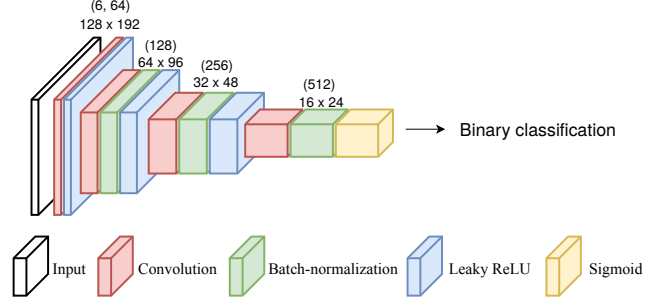 (6, 64)
128 x 192
(128)
64 x 96
(256)
32 x 48
(512)
16 x 24
Binary classification
Input
Convolution
Batch-normalization
Leaky ReLU
Sigmoid